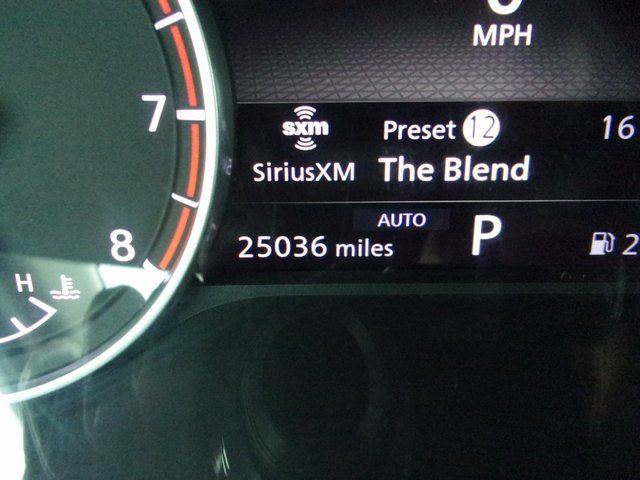 MPH
7
sxm
Preset 12
16
SiriusXM
The Blend
AUTO
8
25036 miles
P
2
H